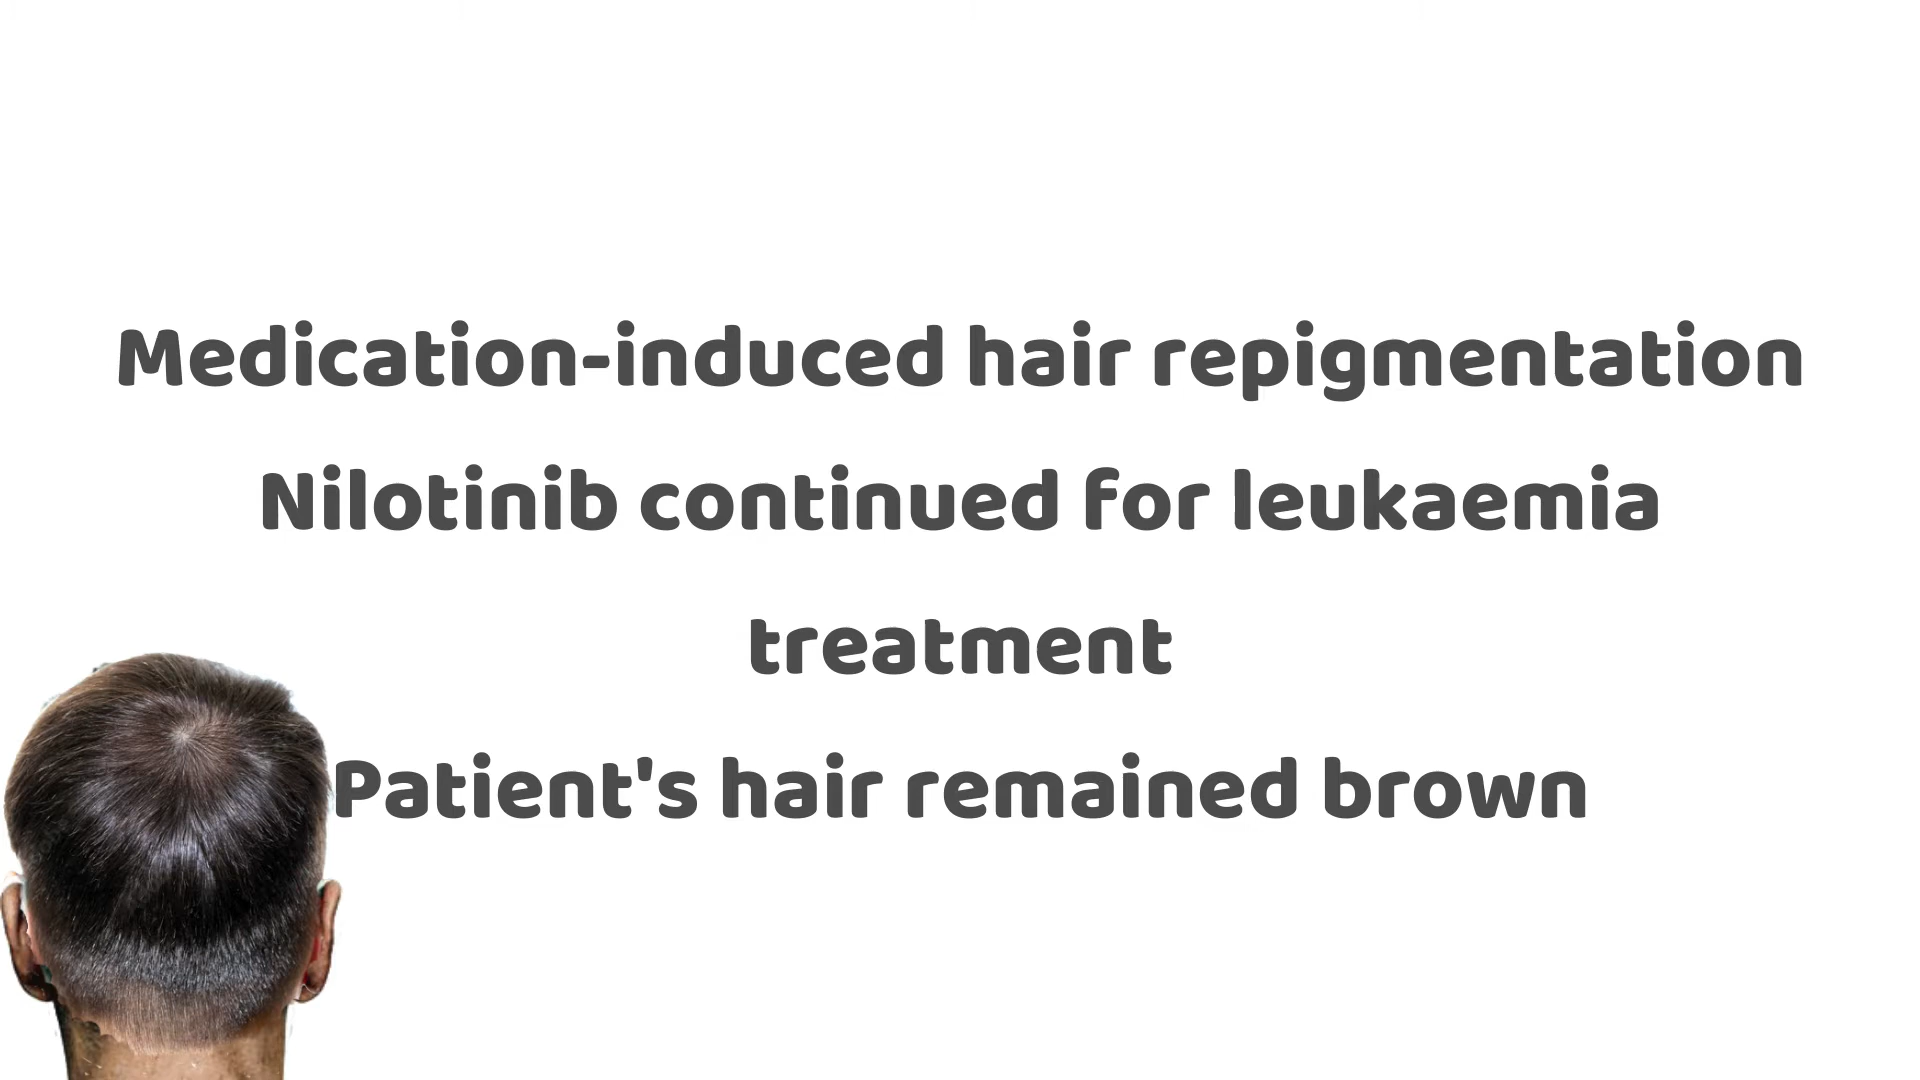 Medication-induced hair repigmentation
Nilotinib continued for leukaemia
treatment
Patient's hair remained brown